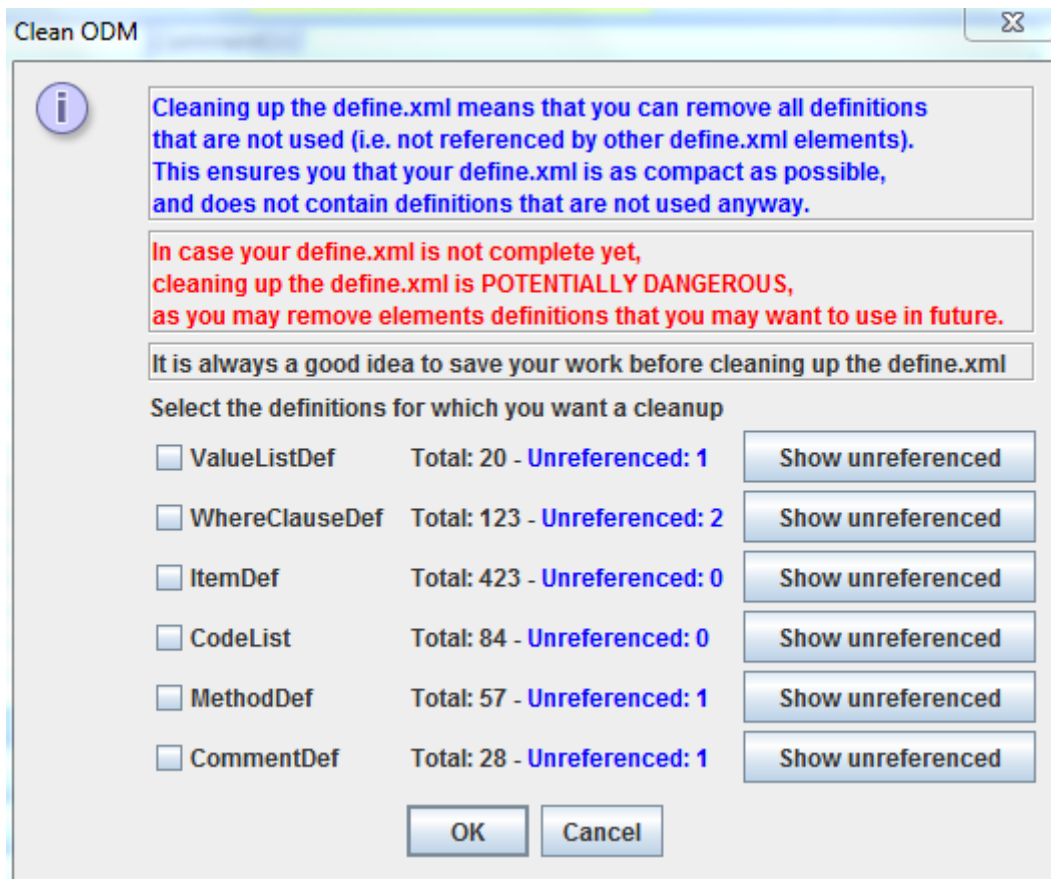 Clean ODM
Cleaning up the define.xml means that you can remove all definitions
that are not used (i.e. not referenced by other define.xml elements).
This ensures you that your define.xml is as compact as possible,
and does not contain definitions that are not used anyway.
In case your define.xml is not complete yet,
cleaning up the define.xml is POTENTIALLY DANGEROUS,
as you may remove elements definitions that you may want to use in future.
It is always a good idea to save your work before cleaning up the define.xml
Select the definitions for which you want a cleanup
ValueListDef Total: 20 - Unreferenced: 1 Show unreferenced
WhereClauseDef Total: 123 - Unreferenced: 2 Show unreferenced
ItemDef Total: 423 - Unreferenced: 0 Show unreferenced
CodeList Total: 84 - Unreferenced: 0 Show unreferenced
MethodDef Total: 57 - Unreferenced: 1 Show unreferenced
CommentDef Total: 28 - Unreferenced: 1 Show unreferenced
OK Cancel